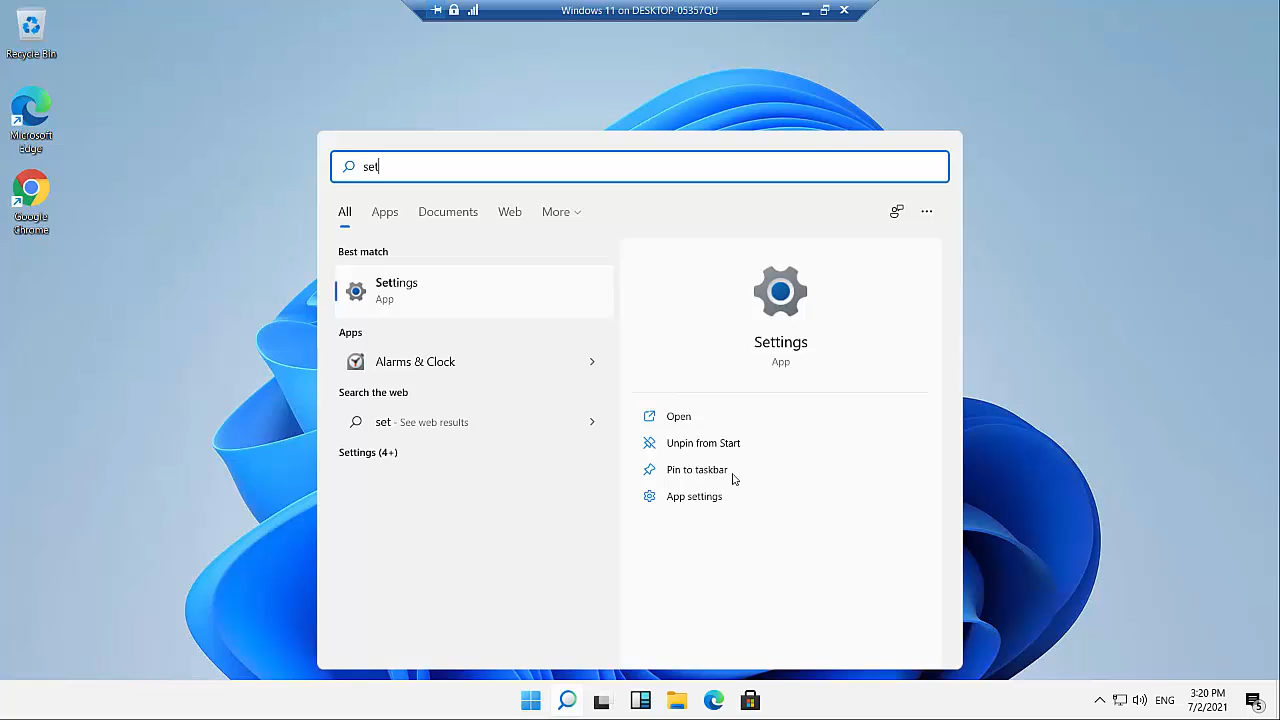 Windows 11 on DESKTOP-05357QU
Recycle Bin
Microsoft
Edge
Google
Chrome
set
All Apps Documents Web More
Best match
Settings
App
Apps
Alarms & Clock
Search the web
set - See web results
Settings (4+)
Settings
App
Open
Unpin from Start
Pin to taskbar
App settings
ENG
3:20 PM
7/2/2021
5